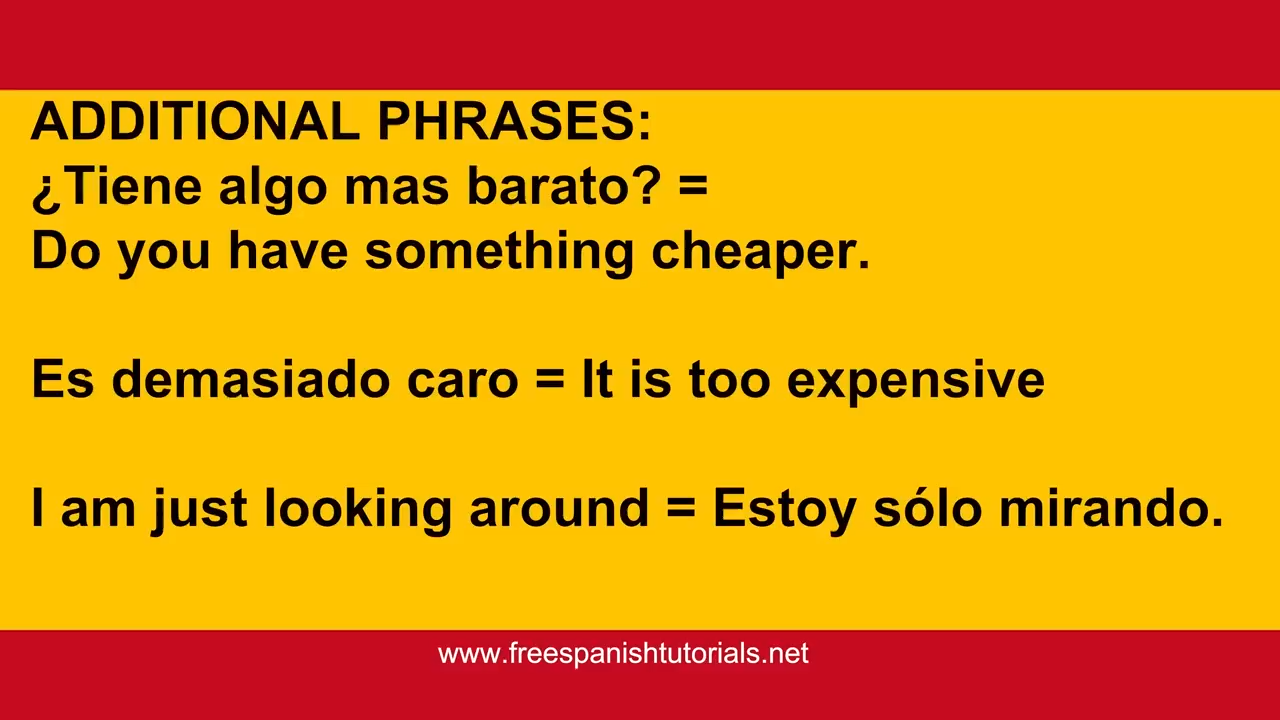 ADDITIONAL PHRASES:
¿Tiene algo mas barato? =
Do you have something cheaper.
Es demasiado caro = It is too expensive
I am just looking around = Estoy sólo mirando.
www.freespanishtutorials.net